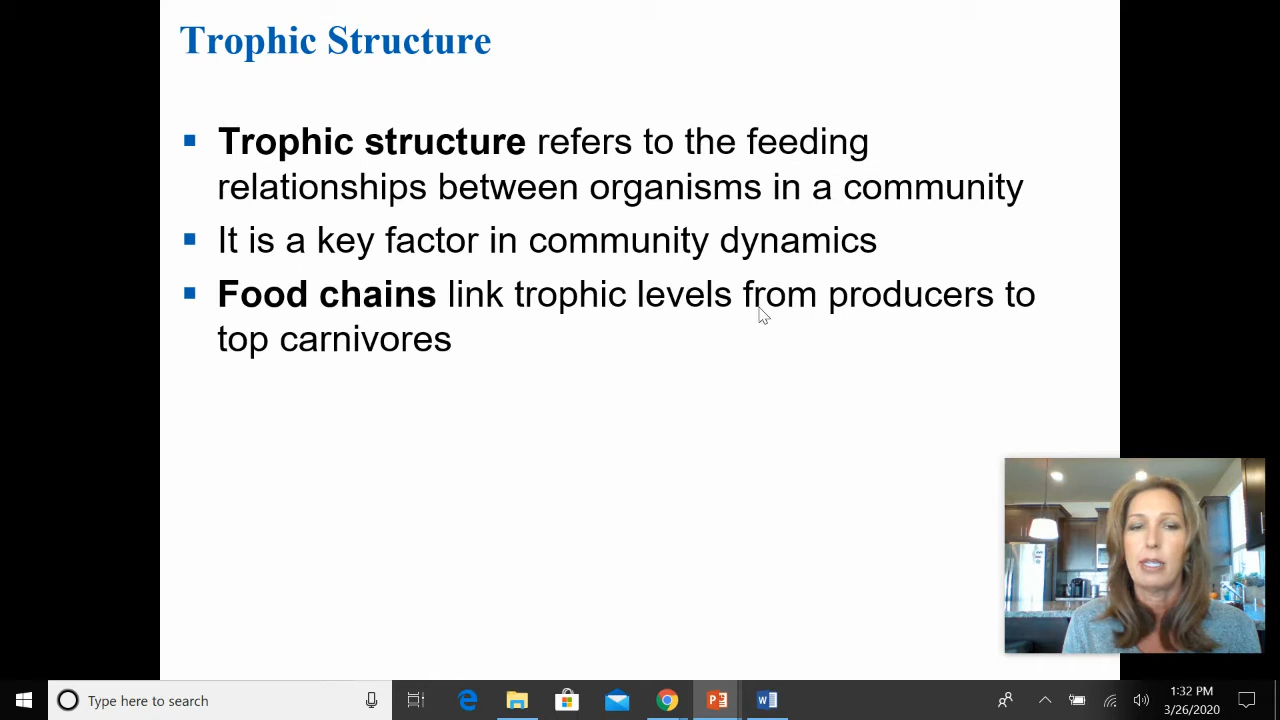 Trophic Structure
▪ Trophic structure refers to the feeding
relationships between organisms in a community
▪ It is a key factor in community dynamics
▪ Food chains link trophic levels from producers to
top carnivores
Type here to search
1:32 PM
3/26/2020